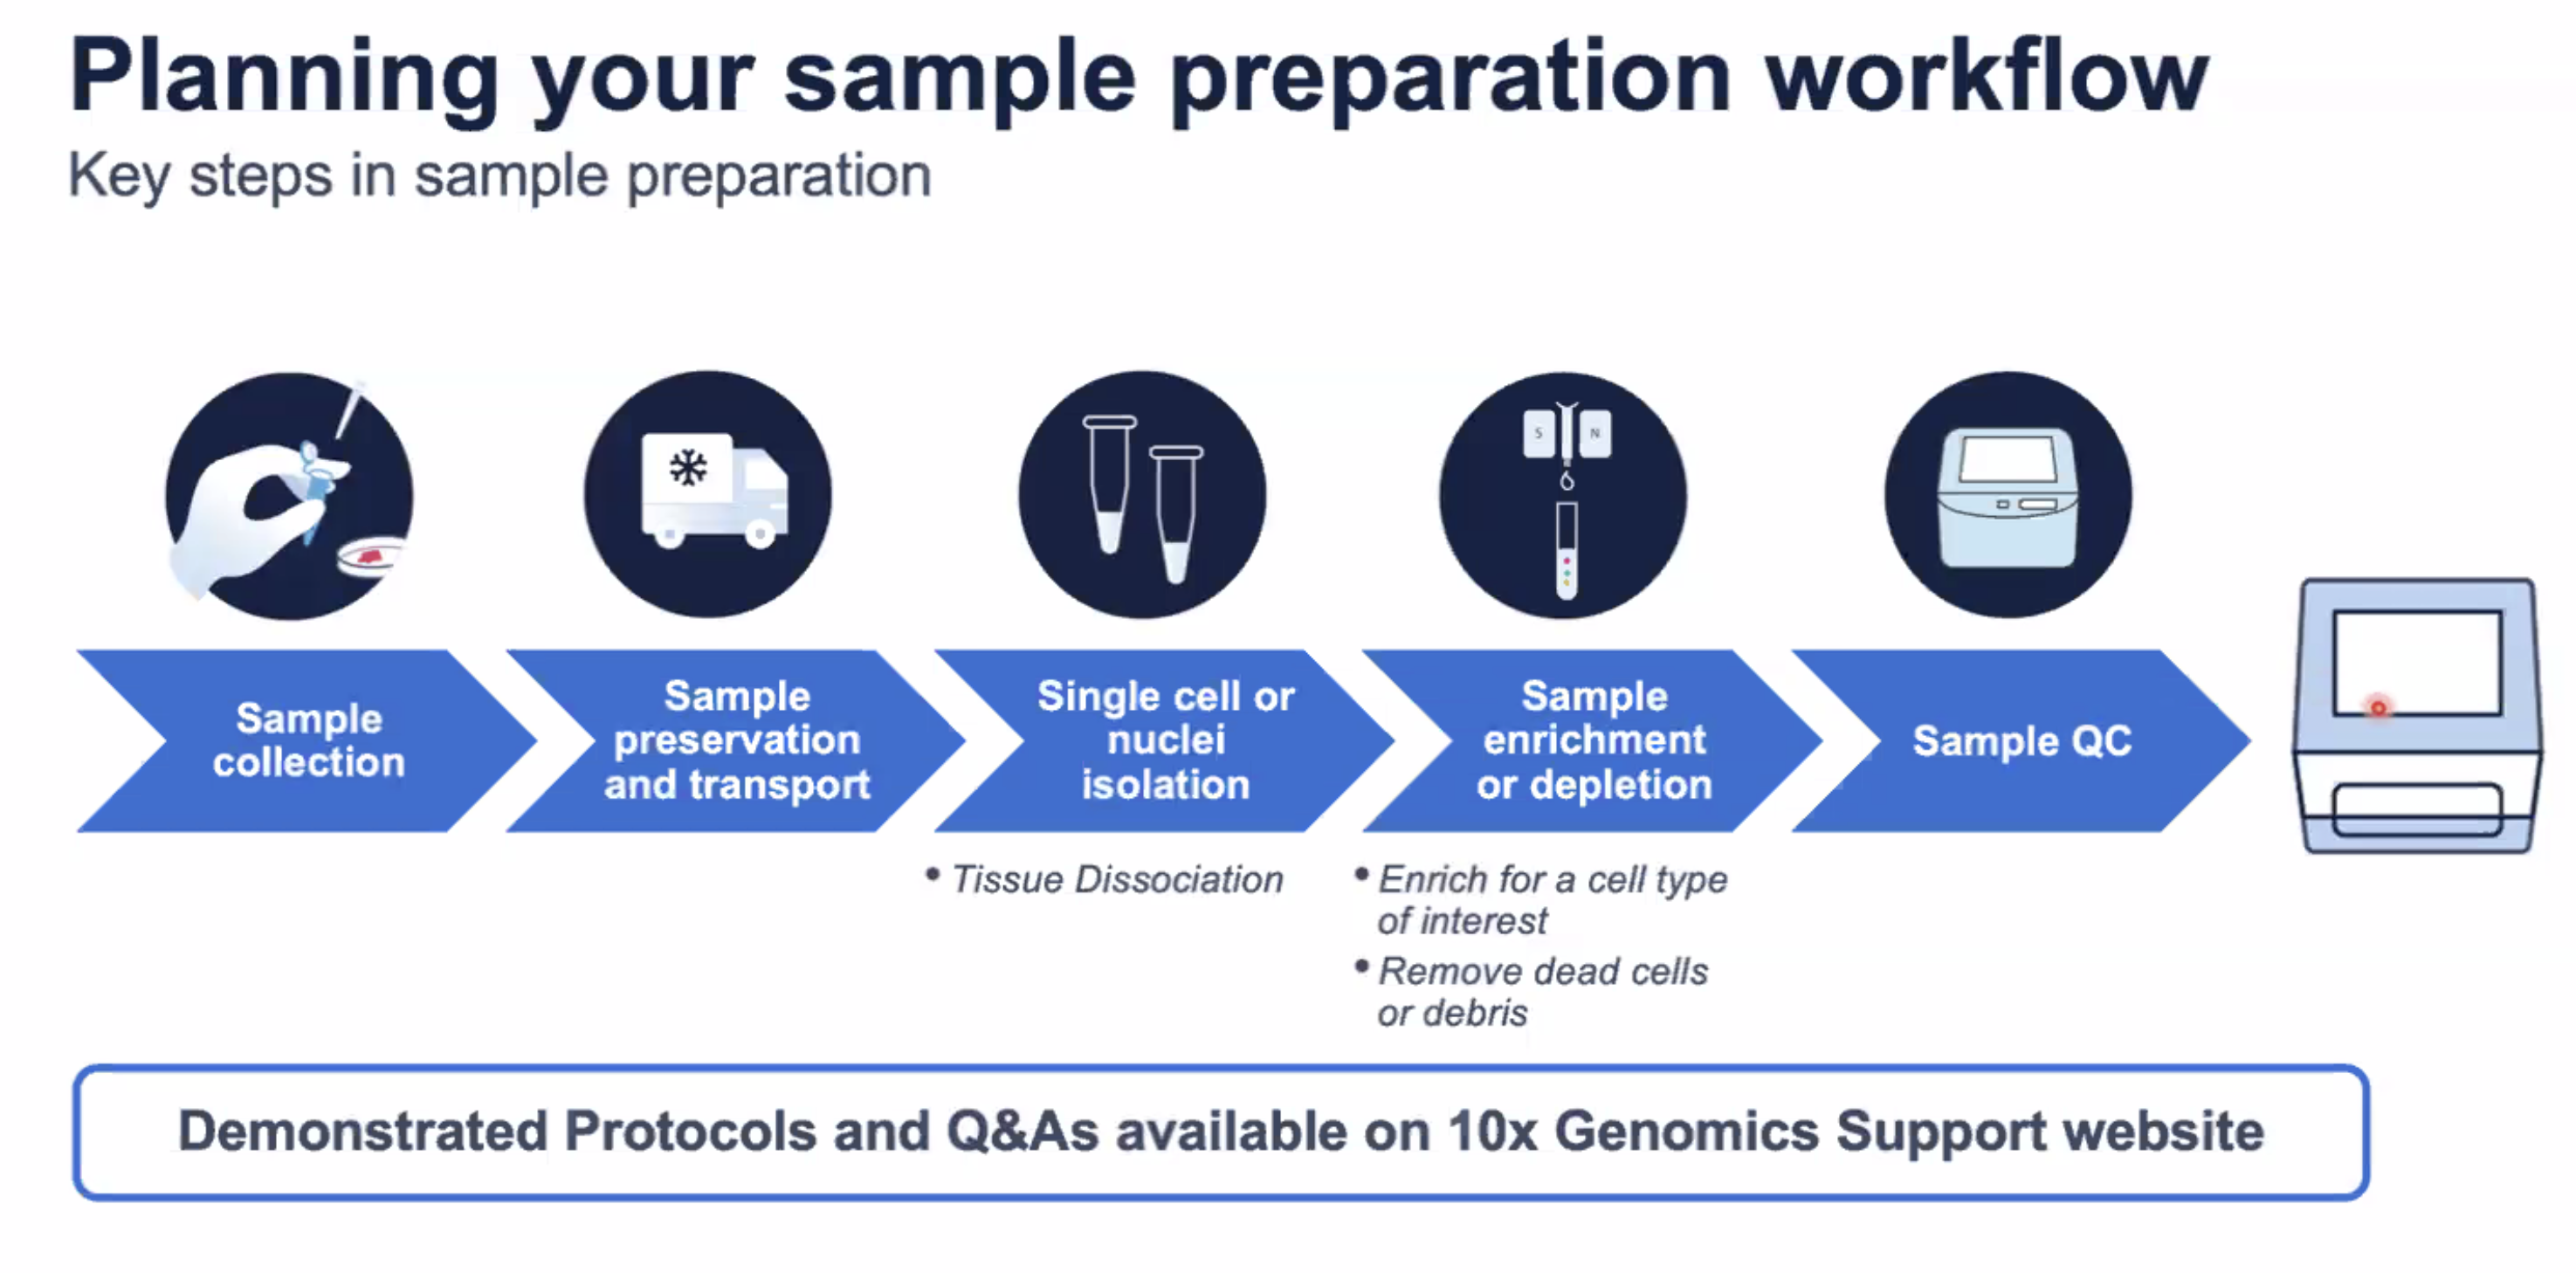 Planning your sample preparation workflow
Key steps in sample preparation
S
N
Sample
collection
Sample
preservation
and transport
Single cell or
nuclei
isolation
Sample
enrichment
or depletion
Sample QC
• Tissue Dissociation
• Enrich for a cell type
of interest
• Remove dead cells
or debris
Demonstrated Protocols and Q&As available on 10x Genomics Support website